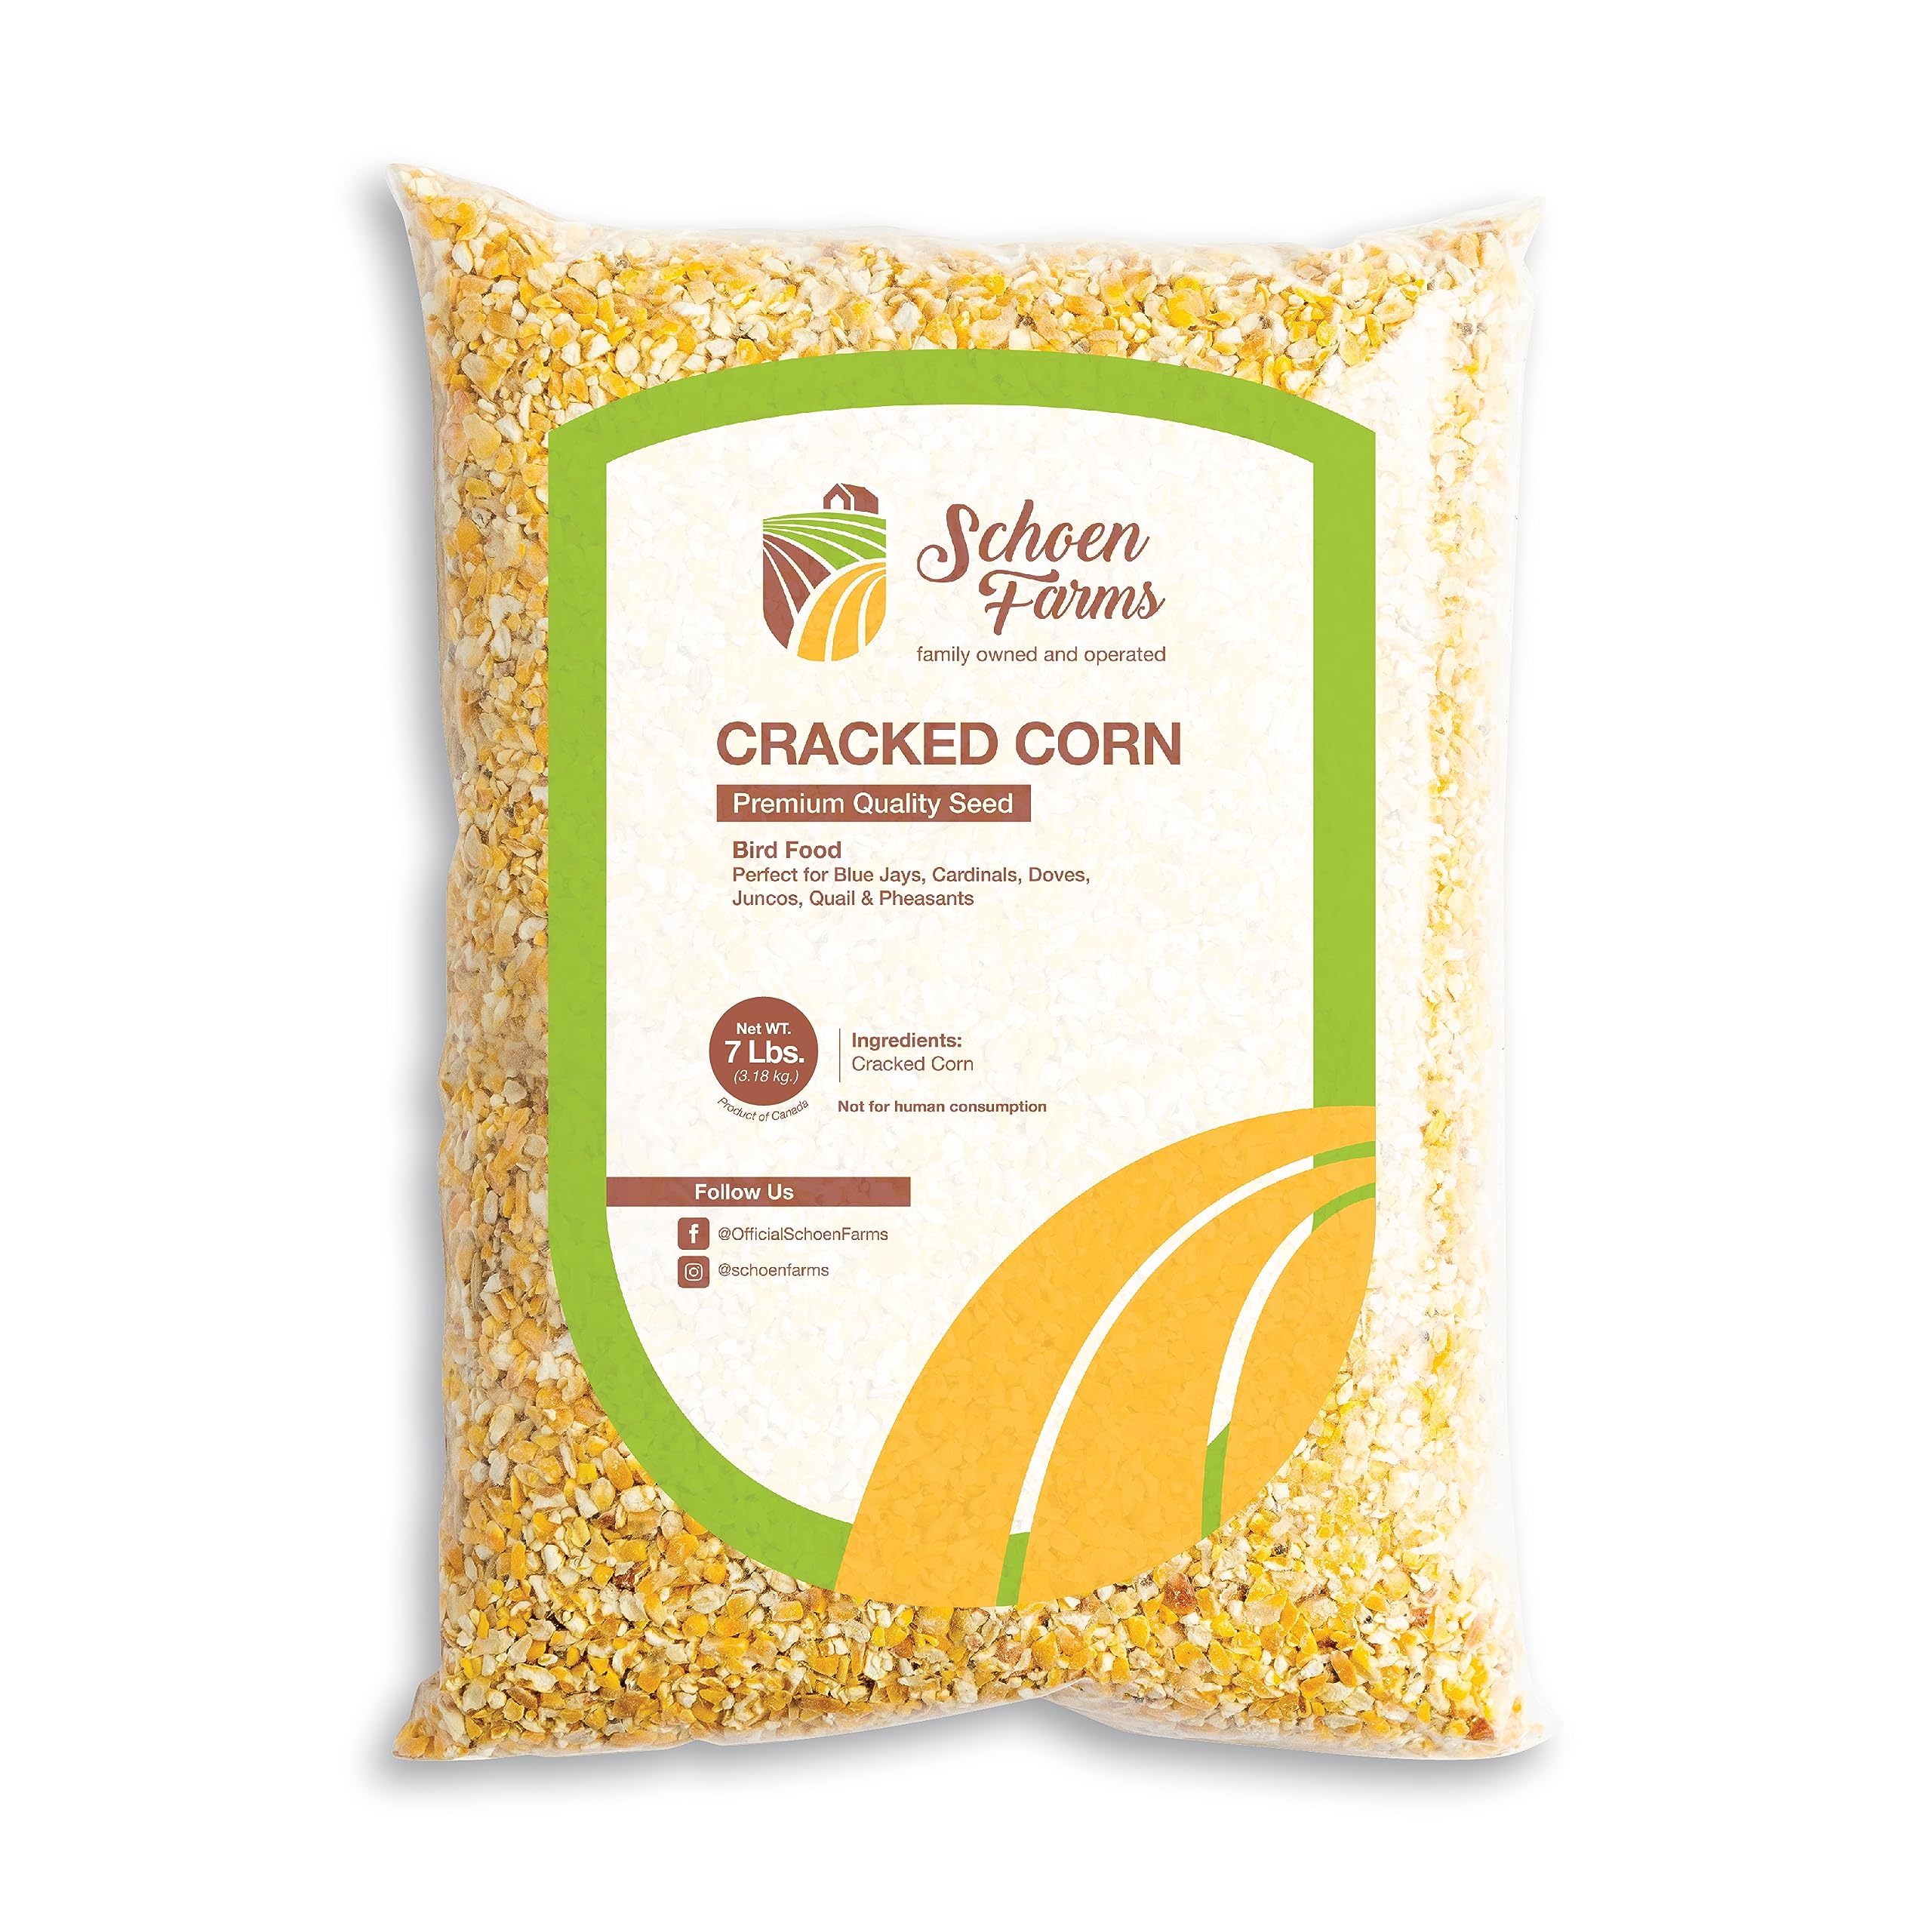 Schoen
Farms
family owned and operated
CRACKED CORN
Premium Quality Seed
Bird Food
Perfect for Blue Jays, Cardinals, Doves,
Juncos, Quail & Pheasants
Net WT.
7 Lbs.
(3.18 kg.)
Product of Canada
Ingredients:
Cracked Corn
Not for human consumption
Follow Us
@OfficialSchoenFarms
@schoenfarms